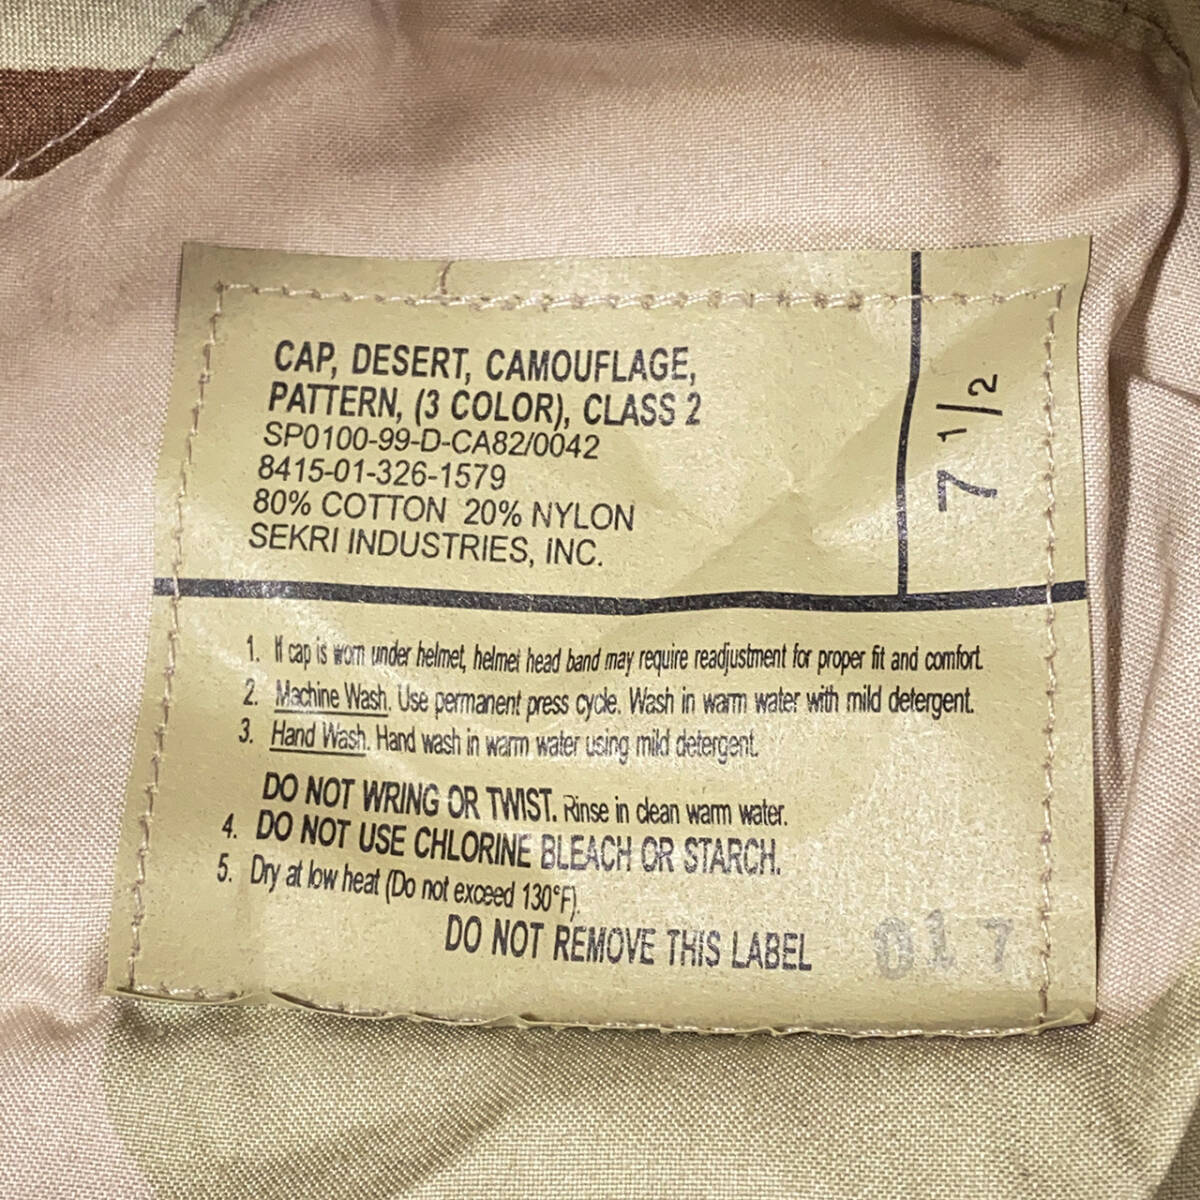 CAP, DESERT, CAMOUFLAGE,
PATTERN, (3 COLOR), CLASS 2
SP0100-99-D-CA82/0042
8415-01-326-1579
80% COTTON 20% NYLON
SEKRI INDUSTRIES, INC.
7 1/2
1. If cap is worn under helmet, helmet head band may require readjustment for proper fit and comfort.
2. Machine Wash. Use permanent press cycle. Wash in warm water with mild detergent.
3. Hand Wash. Hand wash in warm water using mild detergent.
DO NOT WRING OR TWIST. Rinse in clean warm water.
4. DO NOT USE CHLORINE BLEACH OR STARCH.
5. Dry at low heat (Do not exceed 130°F).
DO NOT REMOVE THIS LABEL
017